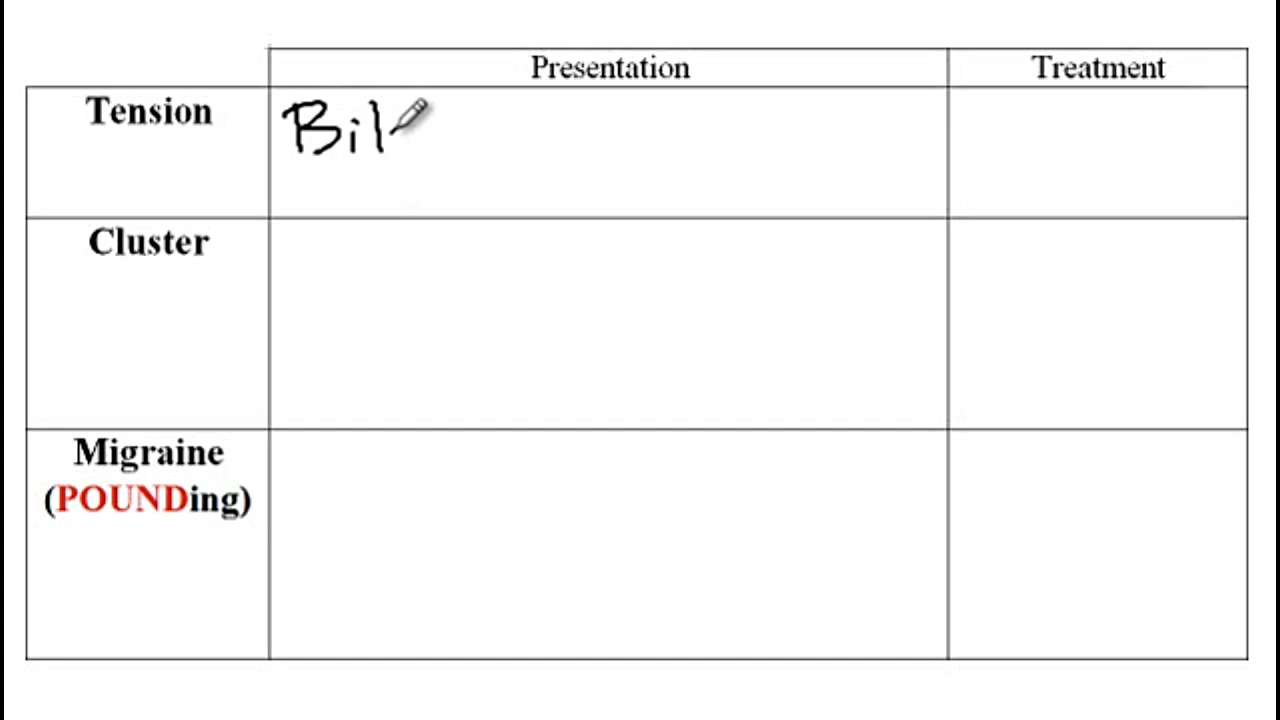 Presentation Treatment
Tension Bil
Cluster
Migraine
(POUNDing)